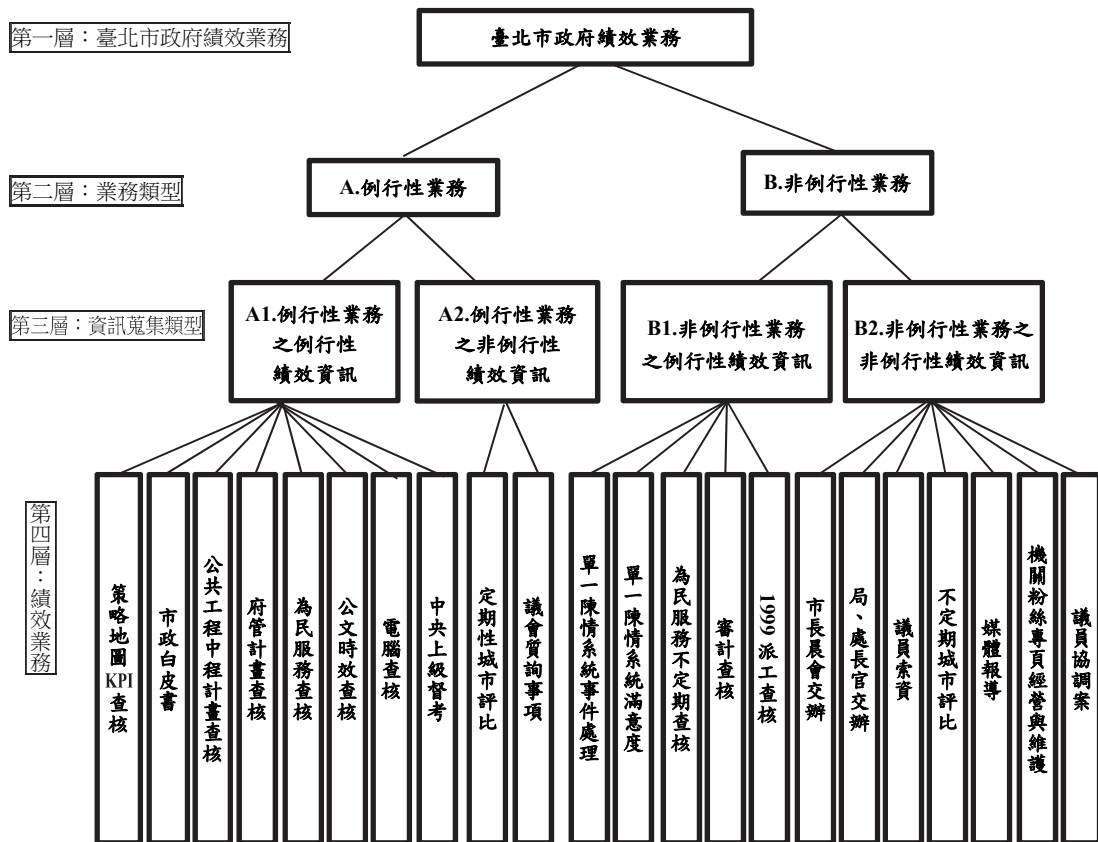 第一層：臺北市政府績效業務
臺北市政府績效業務
第二層：業務類型
A.例行性業務
B.非例行性業務
第三層：資訊蒐集類型
A1.例行性業務
之例行性
績效資訊
A2.例行性業務
之非例行性
績效資訊
B1.非例行性業務
之例行性績效資訊
B2.非例行性業務之
非例行性績效資訊
第四層：績效業務
策略地圖KPI查核
市政白皮書
公共工程中程計畫查核
府管計畫查核
為民服務查核
公文時效查核
電腦查核
中央上級督考
定期性城市評比
議會質詢事項
單一陳情系統事件處理
單一陳情系統滿意度
為民服務不定期查核
審計查核
1999派工查核
市長晨會交辦
局、處長官交辦
議員索資
不定期城市評比
媒體報導
機關粉絲專頁經營與維護
議員協調案